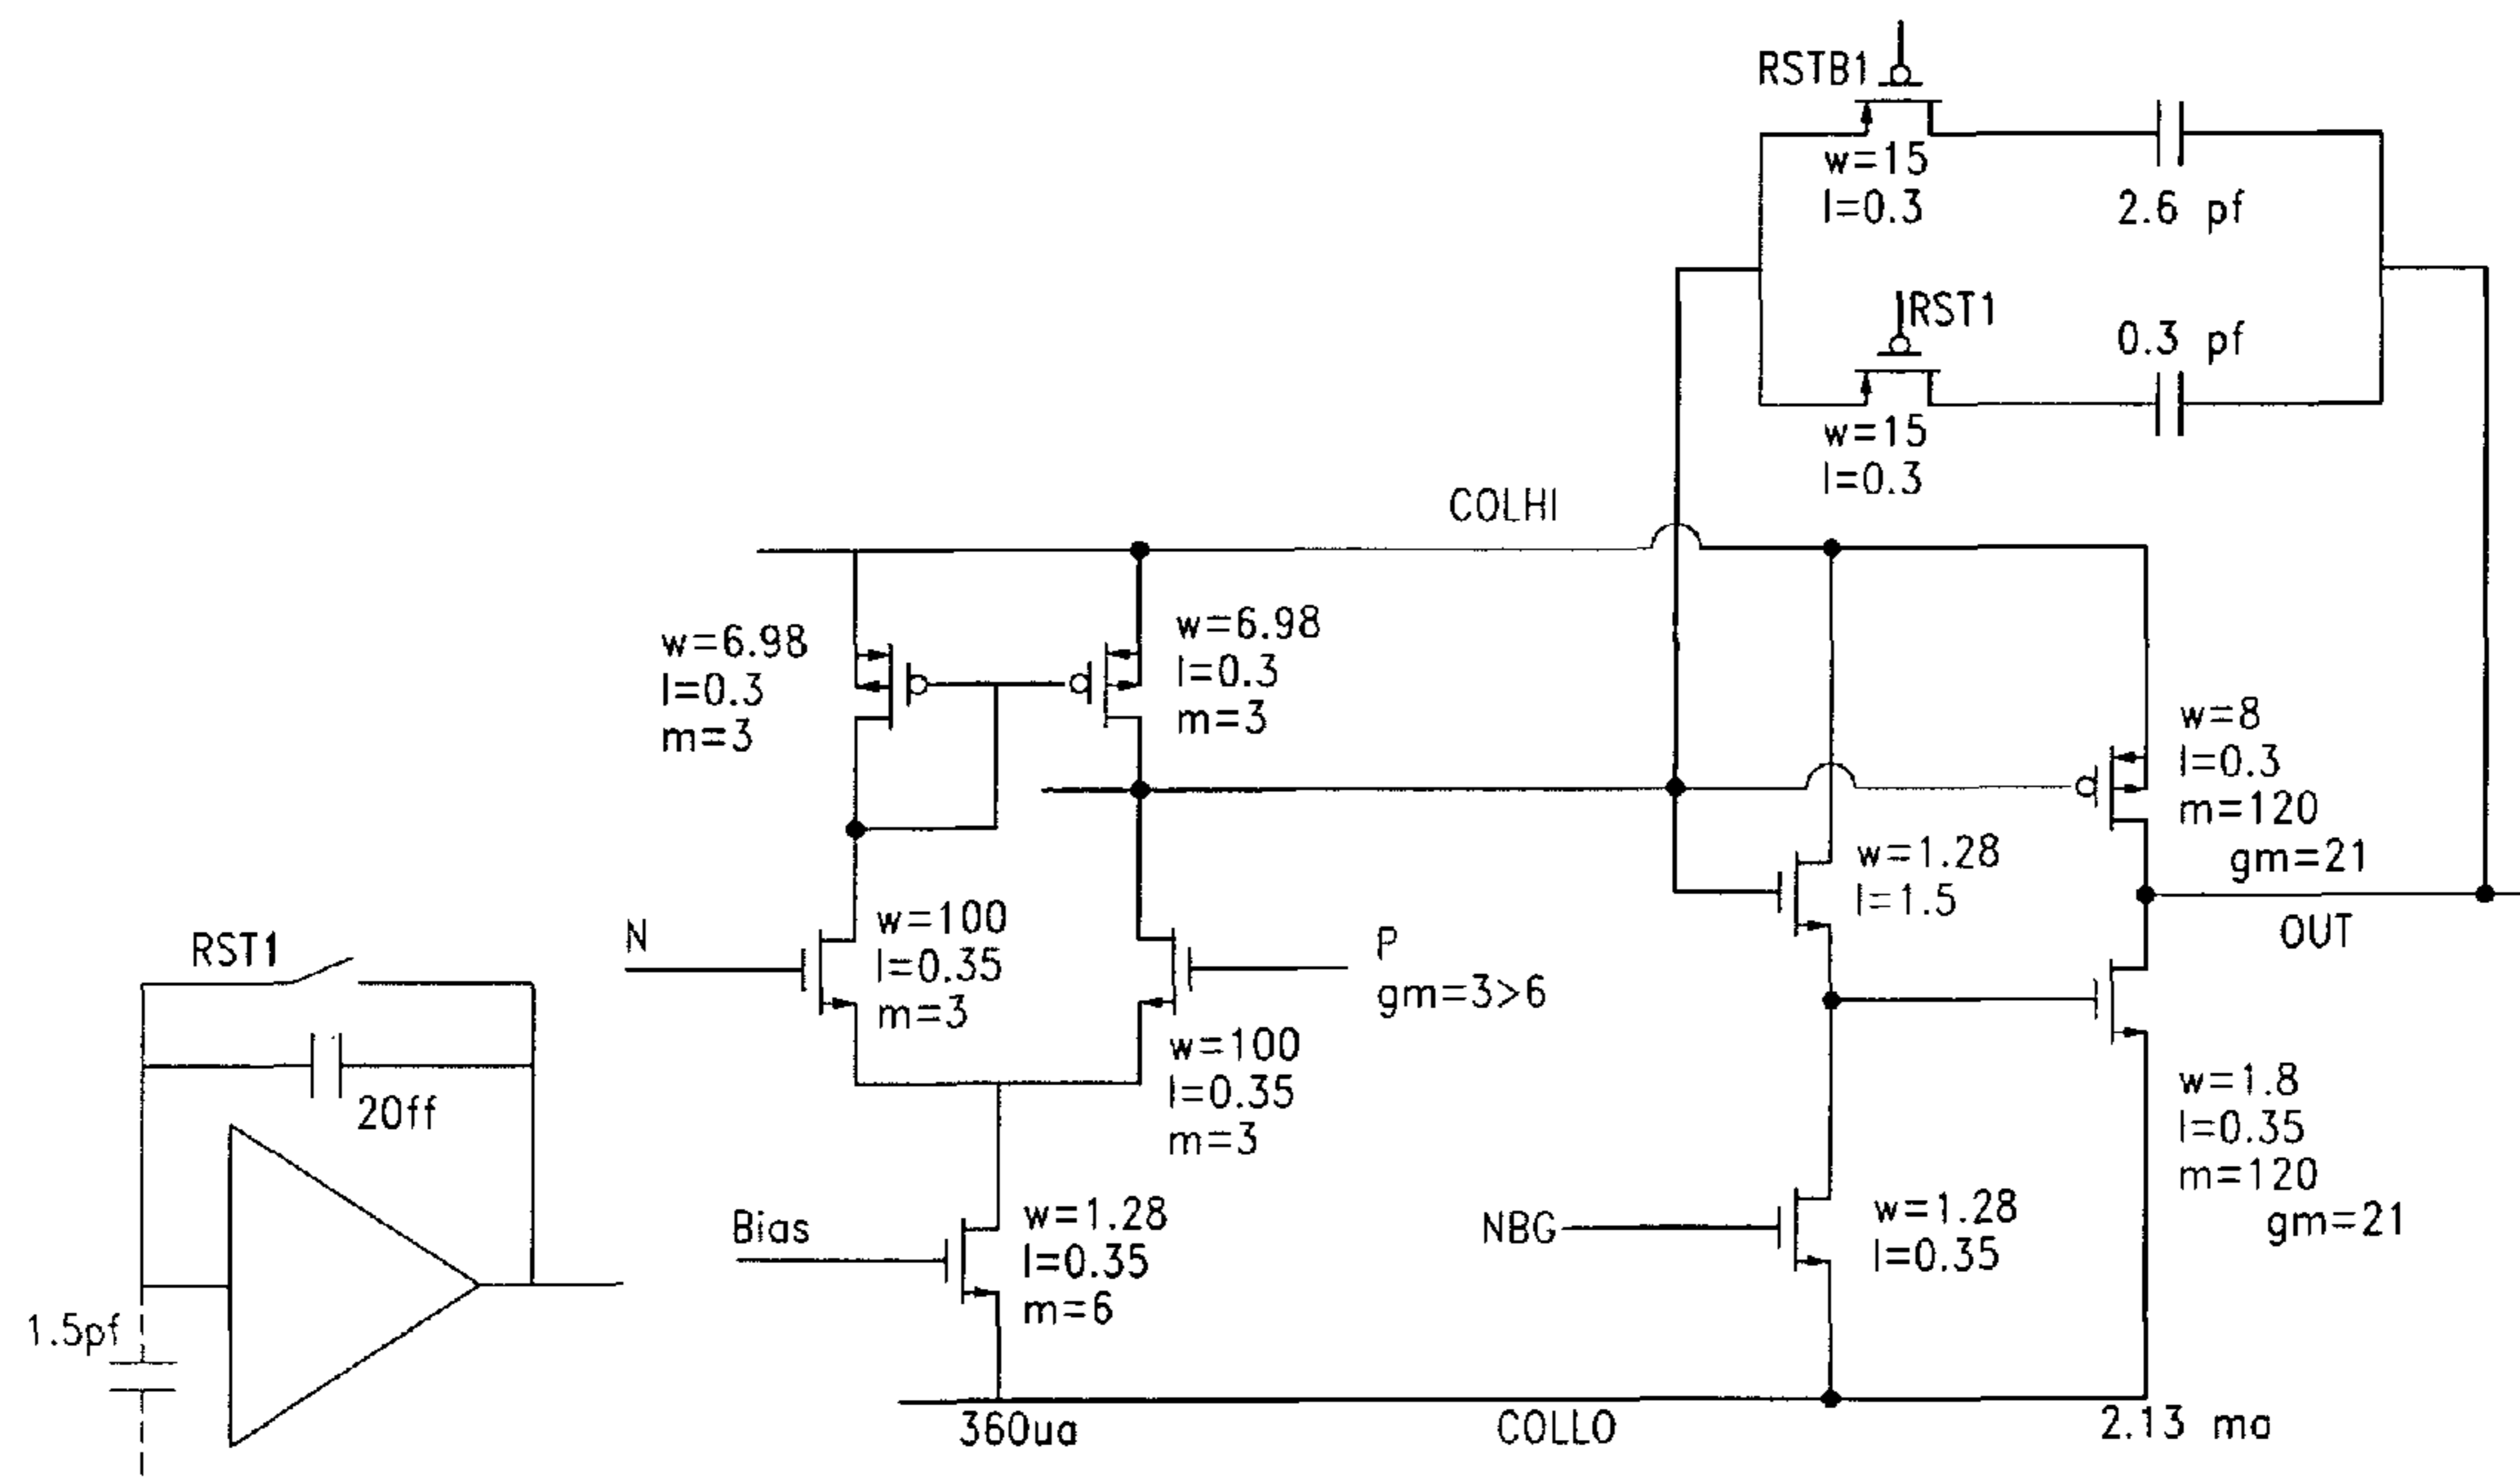 RSTB1
w=15
l=0.3
2.6 pf
RST1
0.3 pf
w=15
l=0.3
COLHI
w=6.98
l=0.3
m=3
w=6.98
l=0.3
m=3
w=8
l=0.3
m=120
gm=21
w=1.28
l=1.5
OUT
N
w=100
l=0.35
m=3
P
gm=3>6
w=100
l=0.35
m=3
RST1
20ff
1.5pf
w=1.8
l=0.35
m=120
gm=21
Bias
w=1.28
l=0.35
m=6
NBG
w=1.28
l=0.35
360ua
COLLO
2.13 ma